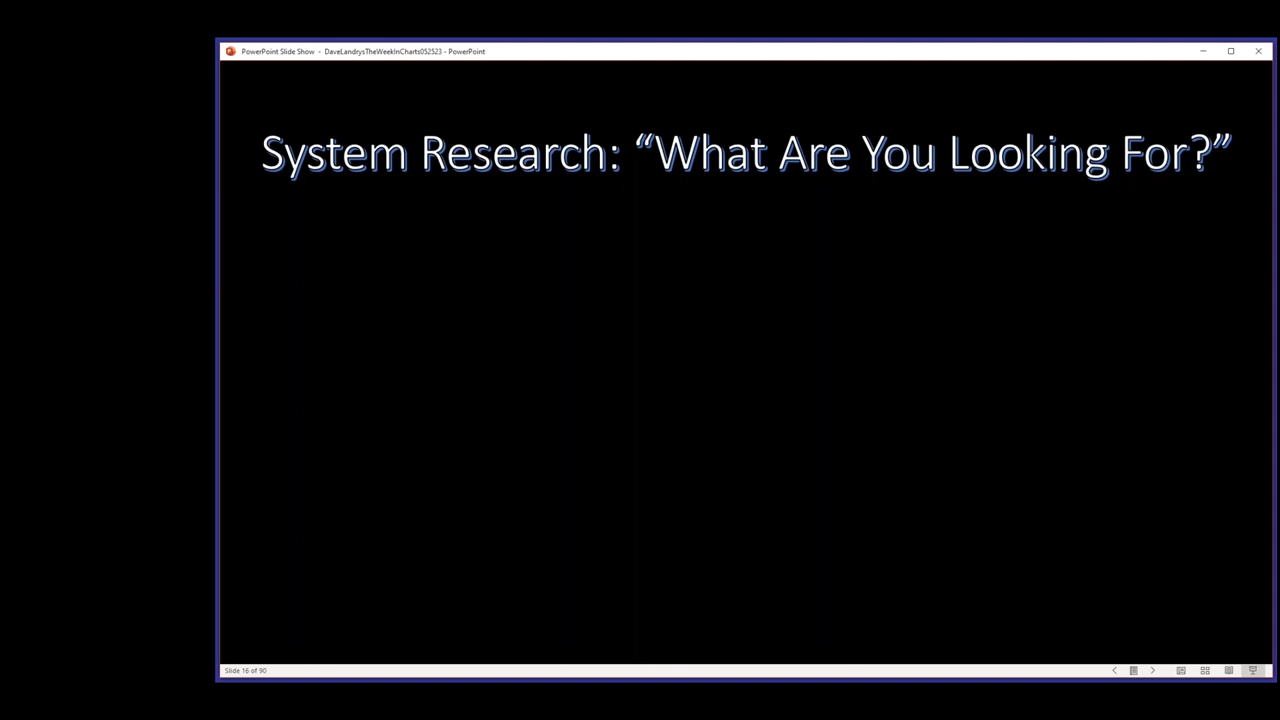 PowerPoint Slide Show - DaveLandrysTheWeekInCharts052523 - PowerPoint
System Research: “What Are You Looking For?”
Slide 16 of 90